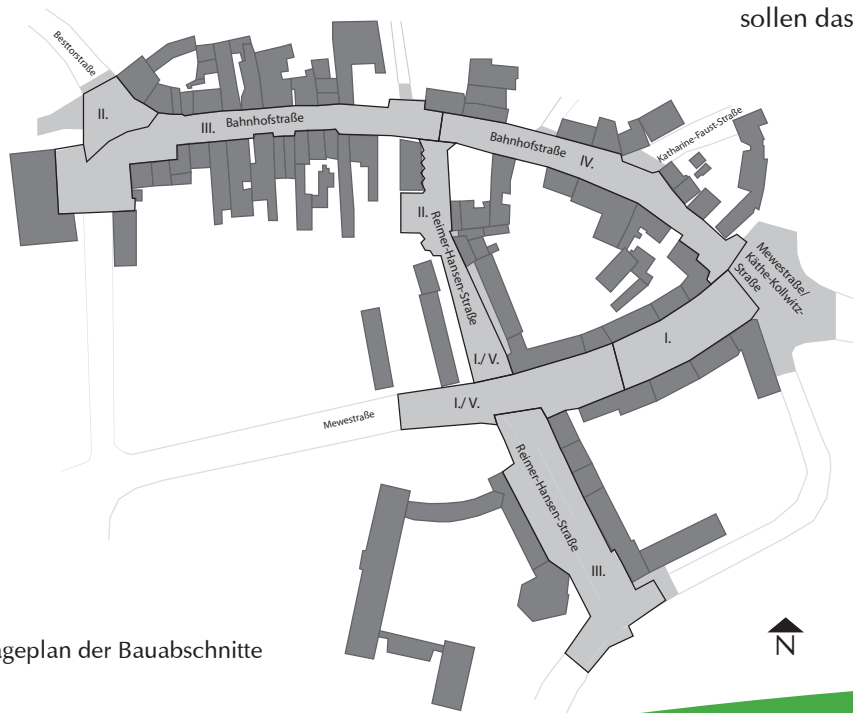 sollen das
Besttorstraße
II.
III.
Bahnhofstraße
Bahnhofstraße
IV.
Katharine-Faust-Straße
II.
Reimer-Hansen-Straße
Mewestraße/
Käthe-Kollwitz-
Straße
I.
I./ V.
I./ V.
Mewestraße
Reimer-Hansen-Straße
III.
ageplan der Bauabschnitte
N